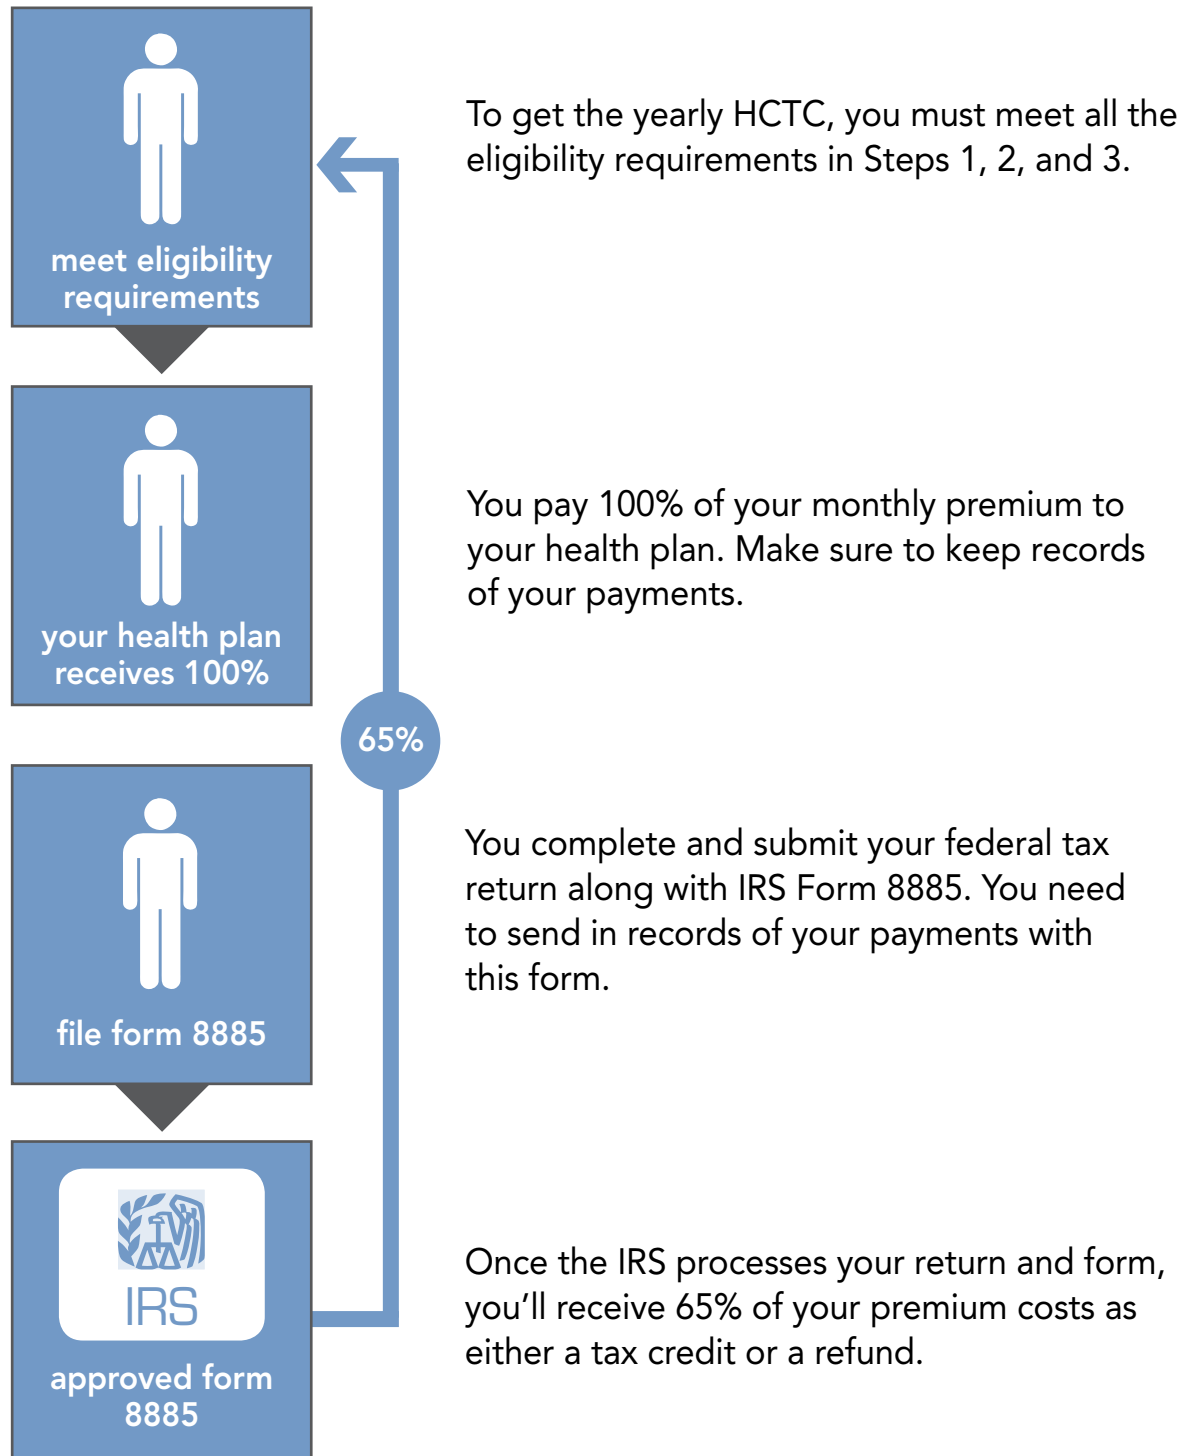 meet eligibility
requirements
To get the yearly HCTC, you must meet all the
eligibility requirements in Steps 1, 2, and 3.
your health plan
receives 100%
You pay 100% of your monthly premium to
your health plan. Make sure to keep records
of your payments.
65%
file form 8885
You complete and submit your federal tax
return along with IRS Form 8885. You need
to send in records of your payments with
this form.
IRS
approved form
8885
Once the IRS processes your return and form,
you’ll receive 65% of your premium costs as
either a tax credit or a refund.